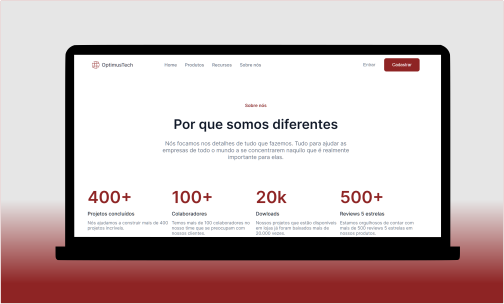 OptimusTech
Home Produtos Recursos Sobre nós
Entrar Cadastrar
Sobre nós
Por que somos diferentes
Nós focamos nos detalhes de tudo que fazemos. Tudo para ajudar as
empresas de todo o mundo a se concentrarem naquilo que é realmente
importante para elas.
400+ 100+ 20k 500+
Projetos concluídos Colaboradores Dowloads Reviews 5 estrelas
Nós ajudamos a construir mais de 400
projetos incríveis.
Temos mais de 100 colaboradores no
nosso time que se preocupam com
nossos clientes.
Nossos projetos que estão disponíveis
em lojas já foram baixados mais de
20.000 vezes.
Estamos orgulhosos de contar com
mais de 500 reviews 5 estrelas em
nossos produtos.